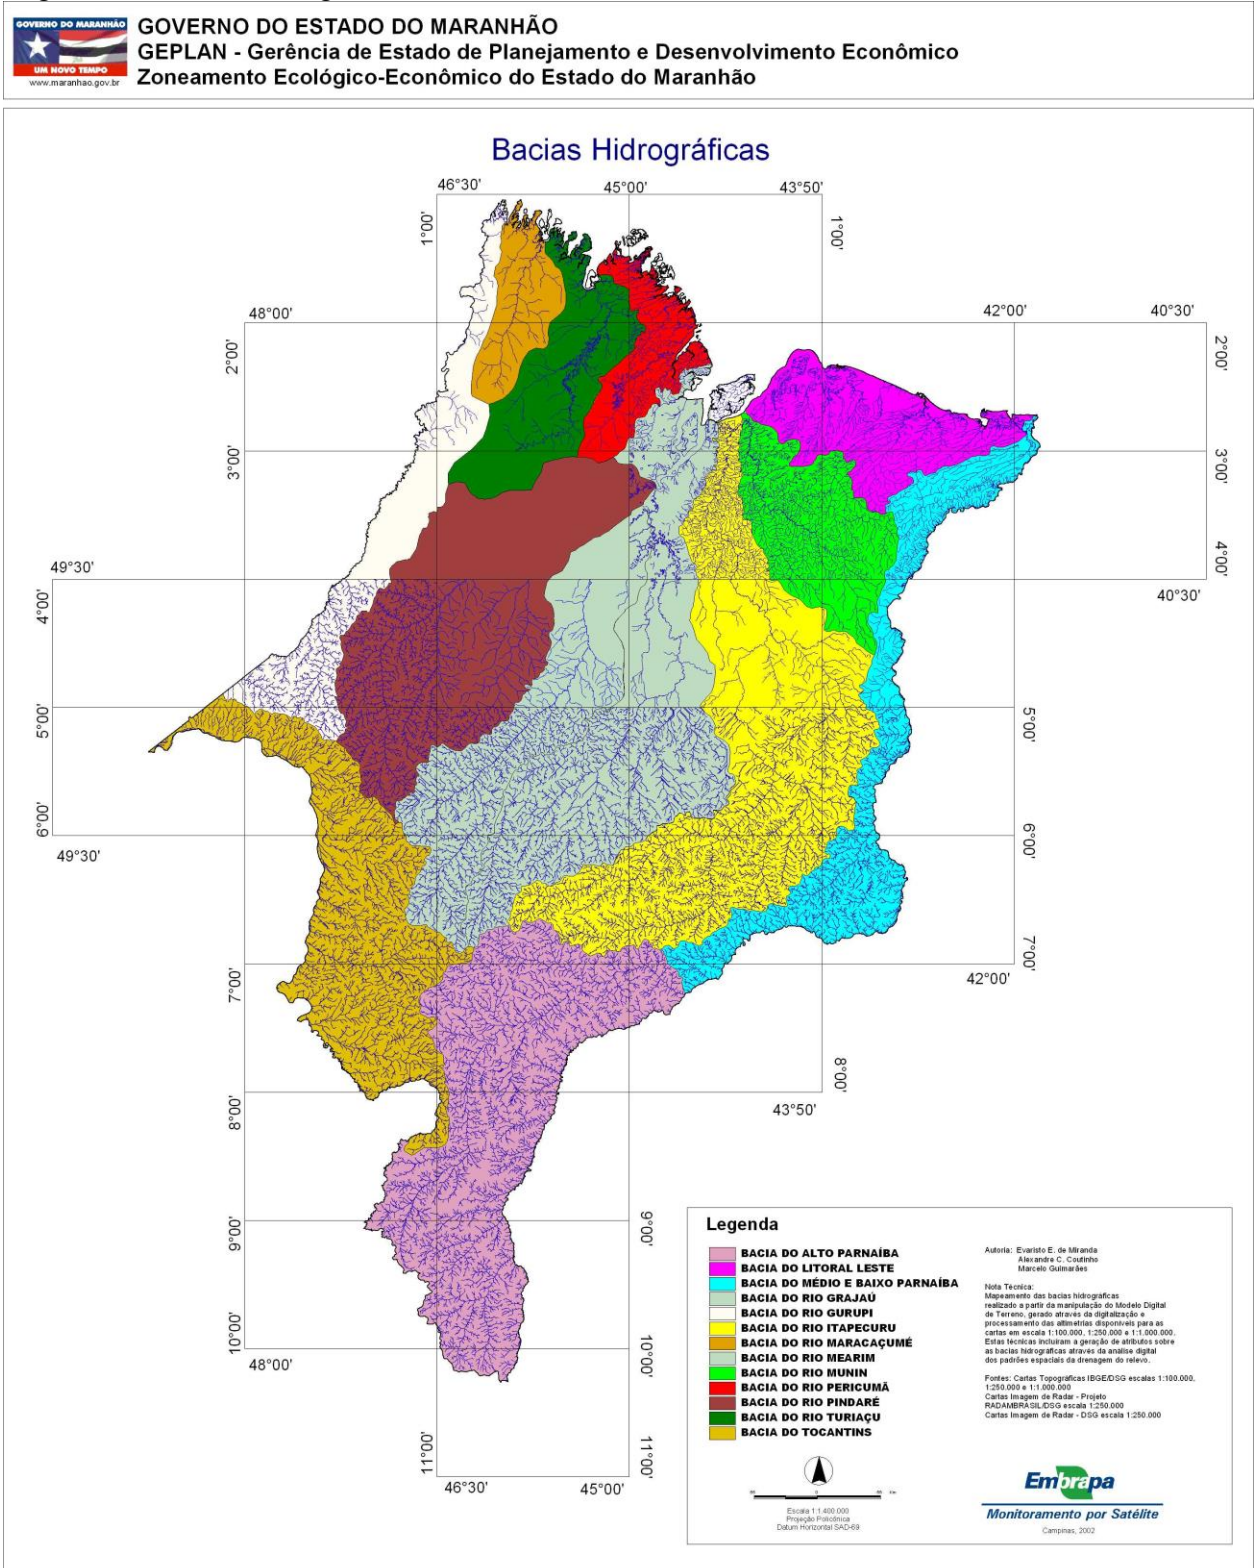 GOVERNO DO MARANHÃO
UM NOVO TEMPO
www.maranhao.gov.br
GOVERNO DO ESTADO DO MARANHÃO
GEPLAN - Gerência de Estado de Planejamento e Desenvolvimento Econômico
Zoneamento Ecológico-Econômico do Estado do Maranhão
Bacias Hidrográficas
46°30' 45°00' 43°50'
1°00' 1°00'
48°00' 42°00' 40°30'
2°00' 2°00'
3°00' 3°00'
49°30' 4°00'
4°00' 40°30'
5°00' 5°00'
6°00' 6°00'
49°30'
7°00' 7°00'
42°00'
8°00' 8°00'
43°50'
9°00' 9°00'
10°00' 10°00'
48°00'
11°00' 11°00'
46°30' 45°00'
Legenda
BACIA DO ALTO PARNAÍBA
BACIA DO LITORAL LESTE
BACIA DO MÉDIO E BAIXO PARNAÍBA
BACIA DO RIO GRAJAÚ
BACIA DO RIO GURUPI
BACIA DO RIO ITAPECURU
BACIA DO RIO MARACAÇUMÉ
BACIA DO RIO MEARIM
BACIA DO RIO MUNIN
BACIA DO RIO PERICUMÃ
BACIA DO RIO PINDARÉ
BACIA DO RIO TURIAÇU
BACIA DO TOCANTINS
Autoria: Evaristo E. de Miranda
Alexandre C. Coutinho
Marcelo Guimarães
Nota Técnica:
Mapeamento das bacias hidrográficas
realizado a partir da manipulação do Modelo Digital
de Terreno, gerado através da digitalização e
processamento das altimetrias disponíveis para as
cartas em escala 1:100.000, 1:250.000 e 1:1.000.000.
Estas técnicas incluiram a geração de atributos sobre
as bacias hidrográficas através da analise digital
dos padrões espaciais da drenagem do relevo.
Fontes: Cartas Topográficas IBGE/DSG escalas 1:100.000,
1:250.000 e 1:1.000.000
Cartas Imagem de Radar - Projeto
RADAMBRASIL/DSG escala 1:250.000
Cartas Imagem de Radar - DSG escala 1:250.000
Escala 1:1.400.000
Projeção Policônica
Datum Horizontal SAD-69
Embrapa
Monitoramento por Satélite
Campinas, 2002